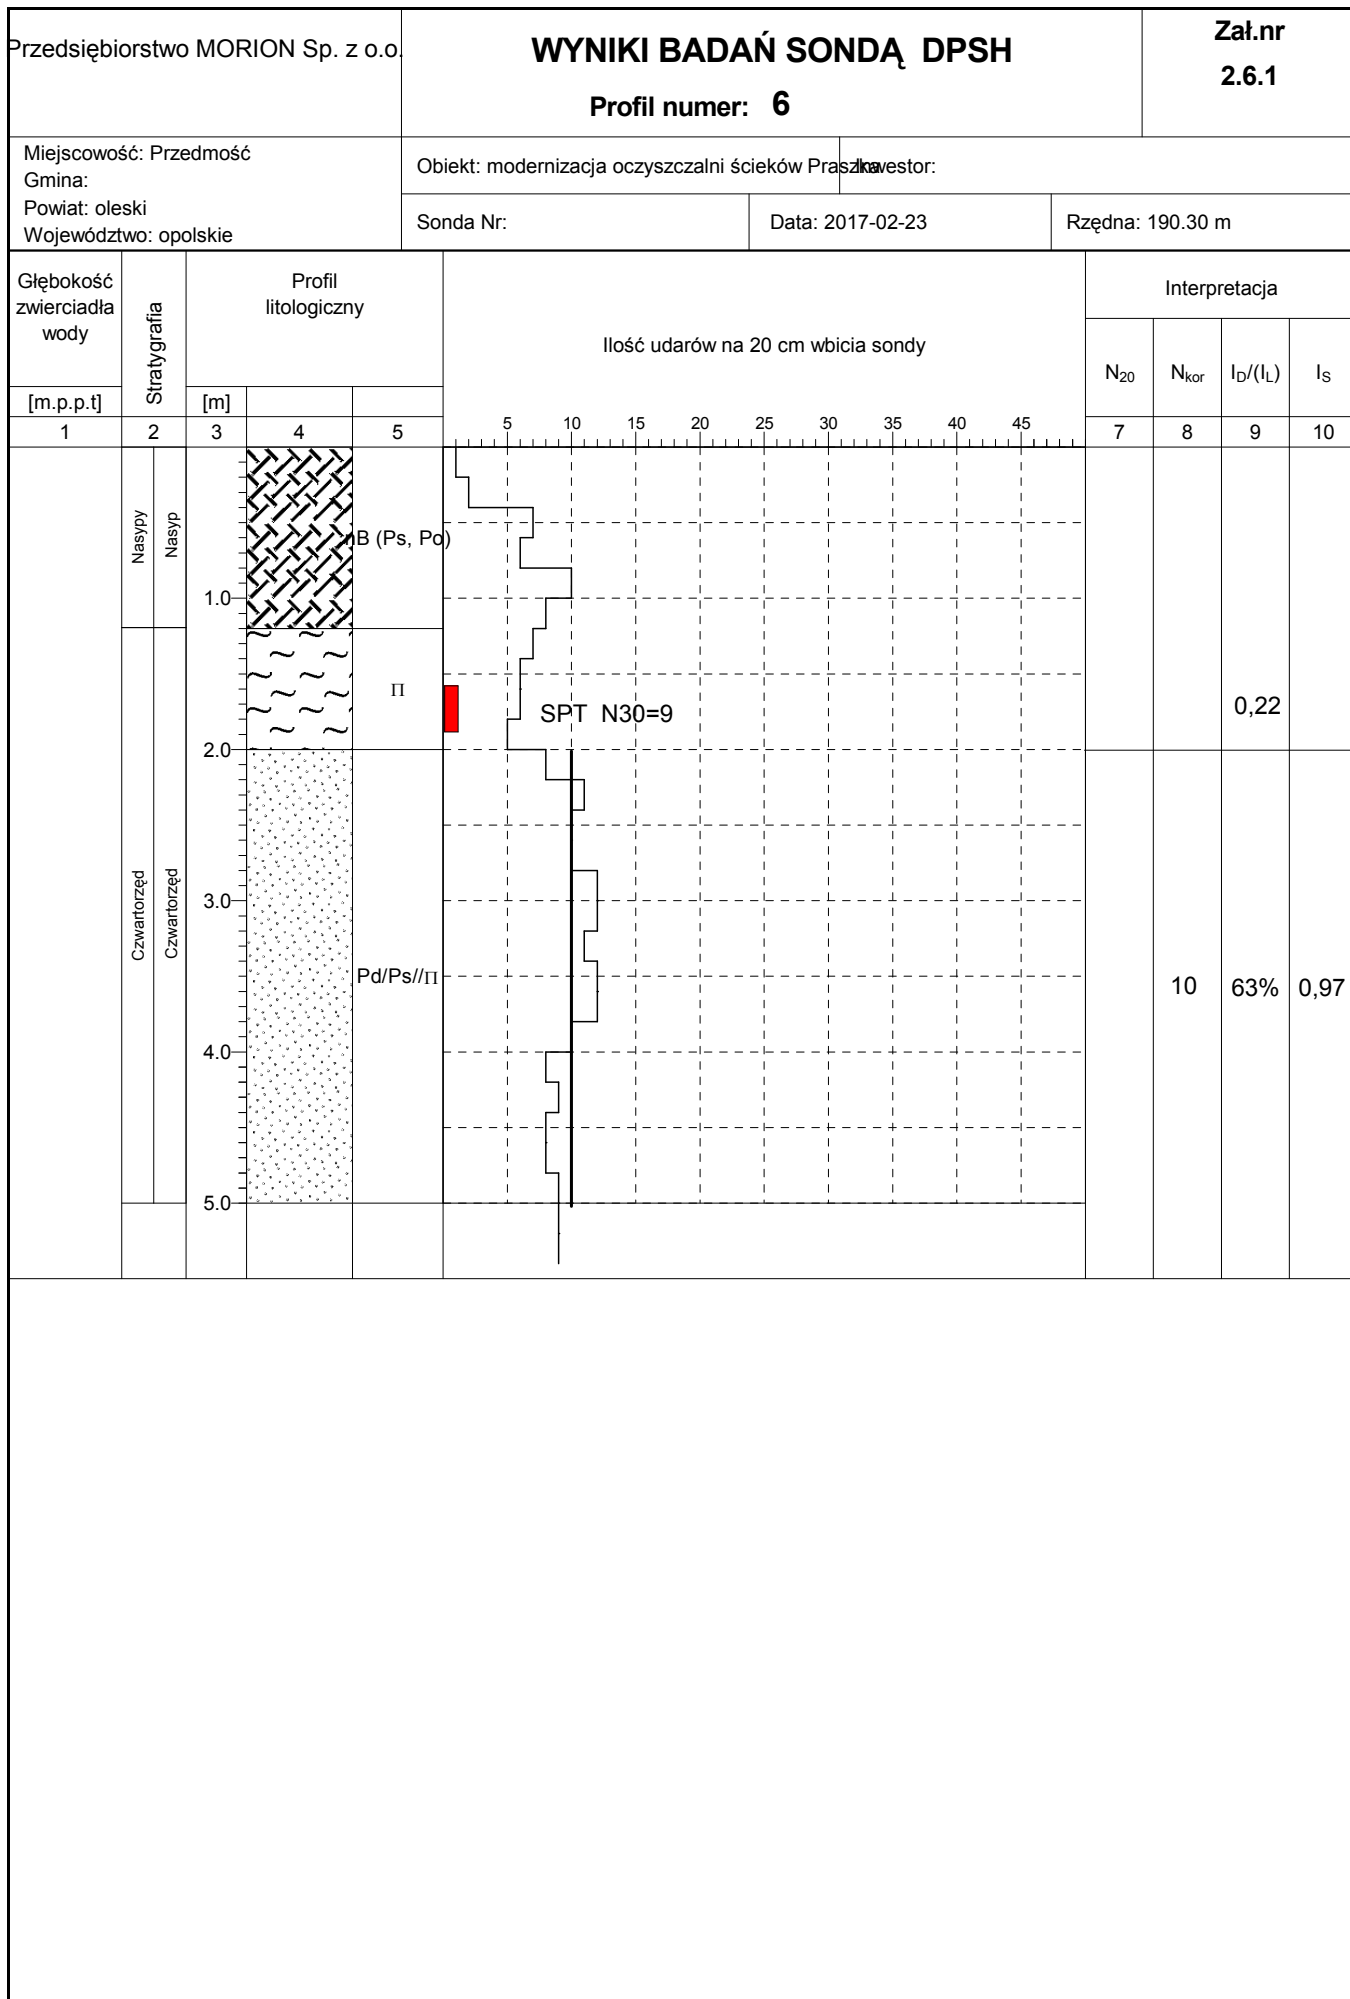 Przedsiębiorstwo MORION Sp. z o.o.
WYNIKI BADAŃ SONDĄ DPSH
Profil numer: 6
Zał.nr
2.6.1
Miejscowość: Przedmość
Gmina:
Powiat: oleski
Województwo: opolskie
Obiekt: modernizacja oczyszczalni ścieków Praszka
Inwestor:
Sonda Nr:
Data: 2017-02-23
Rzędna: 190.30 m
Głębokość
zwierciadła
wody
[m.p.p.t]
Stratygrafia
Profil
litologiczny
[m]
Ilość udarów na 20 cm wbicia sondy
5 10 15 20 25 30 35 40 45
Interpretacja
N20 Nkor ID/(IL) IS
1 2 3 4 5 7 8 9 10
Nasypy
Nasyp
nB (Ps, Po)
1.0
Π
SPT N30=9
0,22
2.0
Czwartorzęd
Czwartorzęd
3.0
Pd/Ps//Π
10 63% 0,97
4.0
5.0